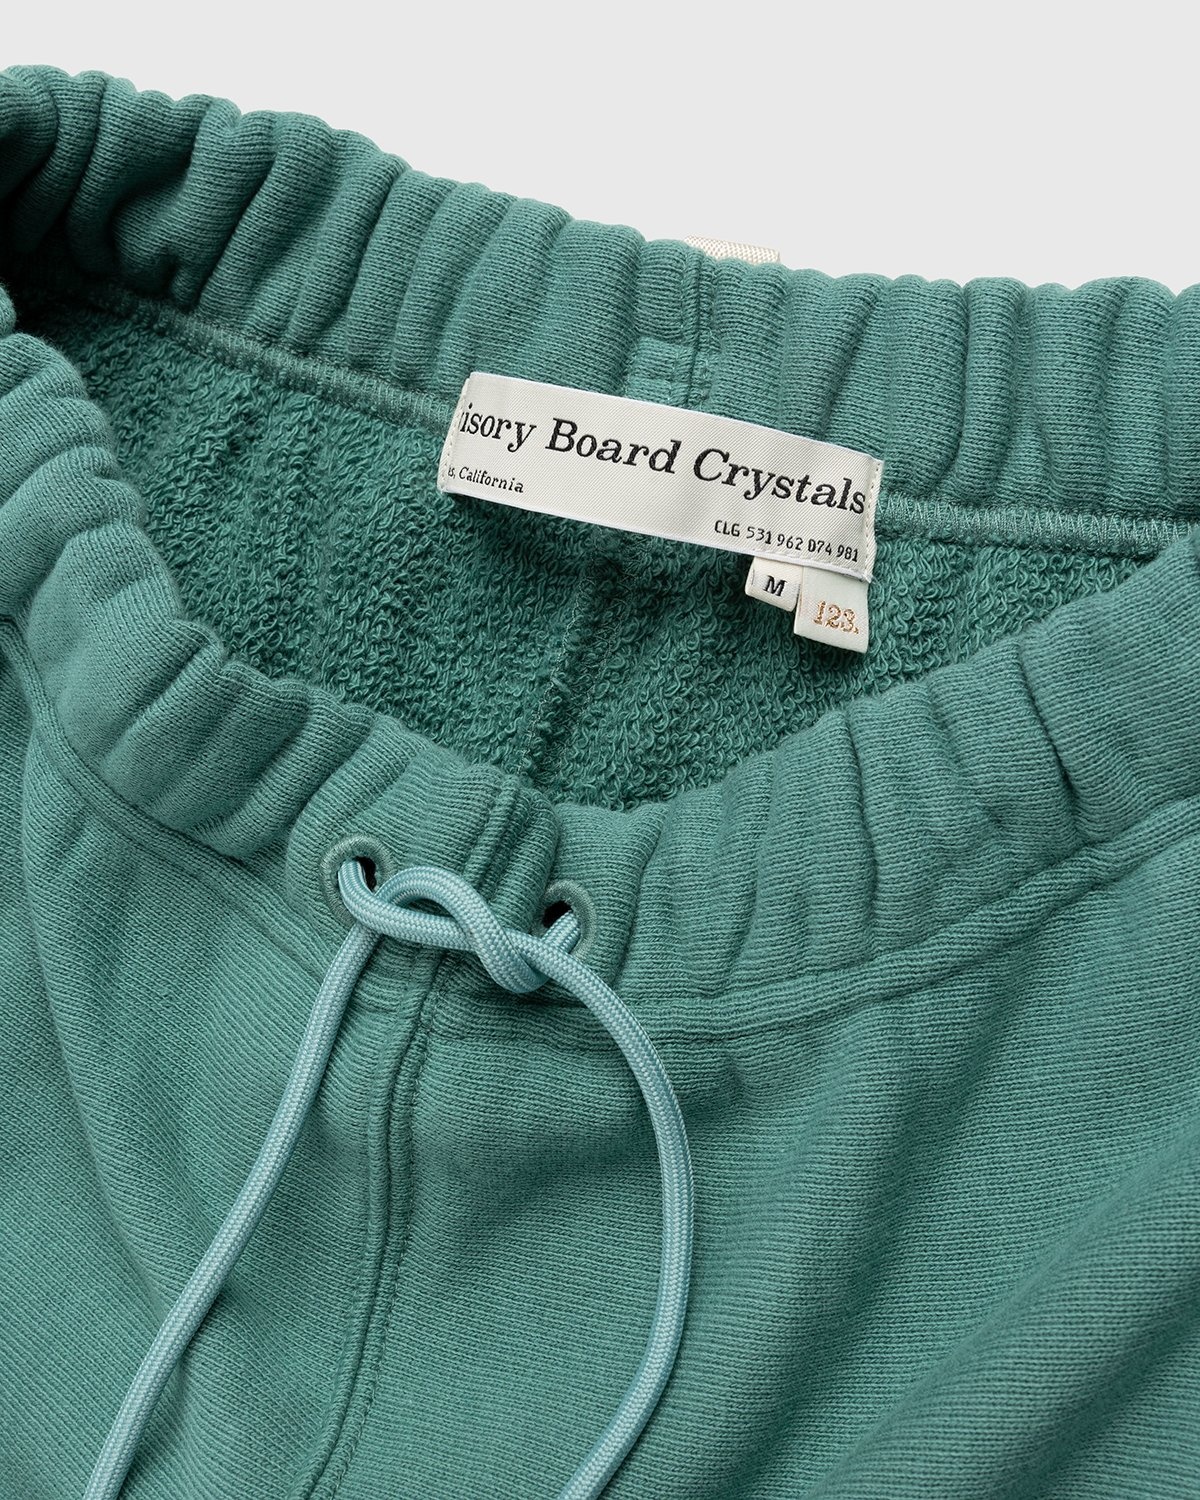 isory Board Crystals
s, California
CLG 531 962 074 981
M
123.